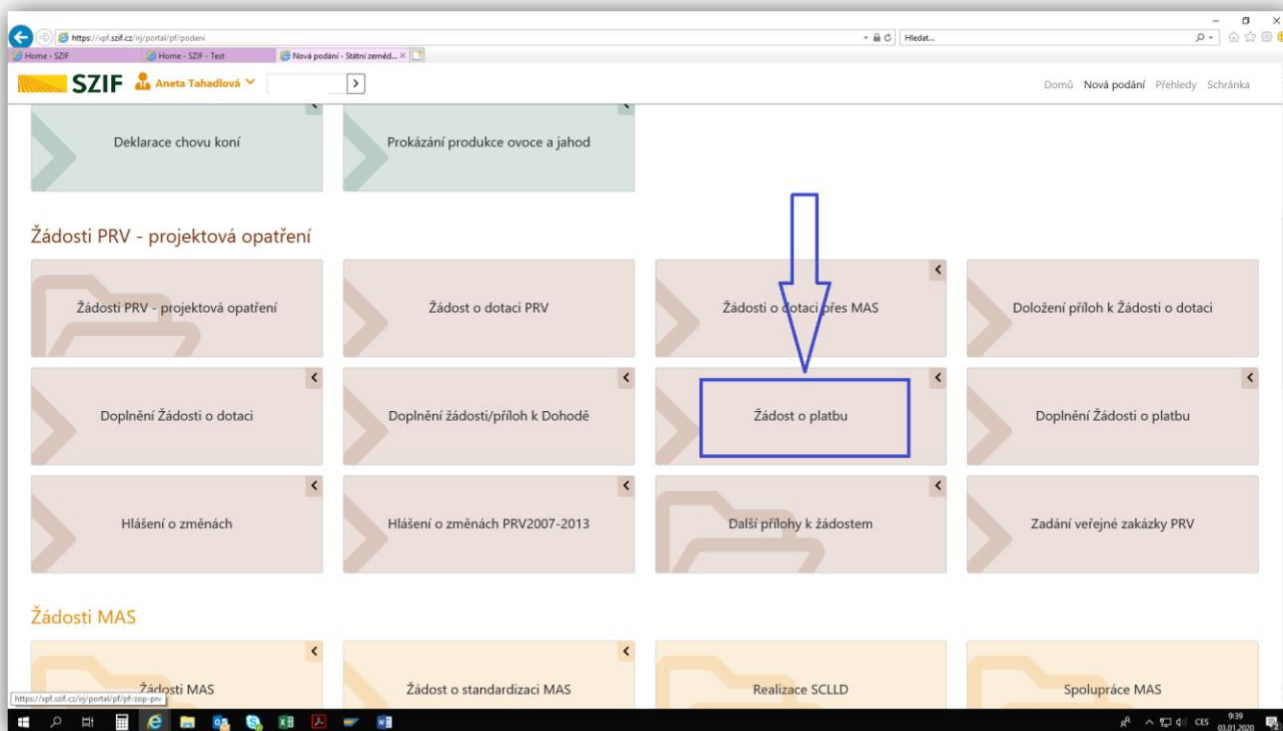 https://xpf.szif.cz/irj/portal/pf/podani
Hledat...
Home - SZIF
Home - SZIF - Test
Nová podání - Státní zeměd...
SZIF
Aneta Tahadlová
Domů Nová podání Přehledy Schránka
Deklarace chovu koní
Prokázání produkce ovoce a jahod
Žádosti PRV - projektová opatření
Žádosti PRV - projektová opatření
Žádost o dotaci PRV
Žádosti o dotaci přes MAS
Doložení příloh k Žádosti o dotaci
Doplnění Žádosti o dotaci
Doplnění žádosti/příloh k Dohodě
Žádost o platbu
Doplnění Žádosti o platbu
Hlášení o změnách
Hlášení o změnách PRV2007-2013
Další přílohy k žádostem
Zadání veřejné zakázky PRV
Žádosti MAS
Žádosti MAS
Žádost o standardizaci MAS
Realizace SCLLD
Spolupráce MAS
https://xpf.szif.cz/irj/portal/pf/pf-zop-prv
CES
9:39
03.01.2020